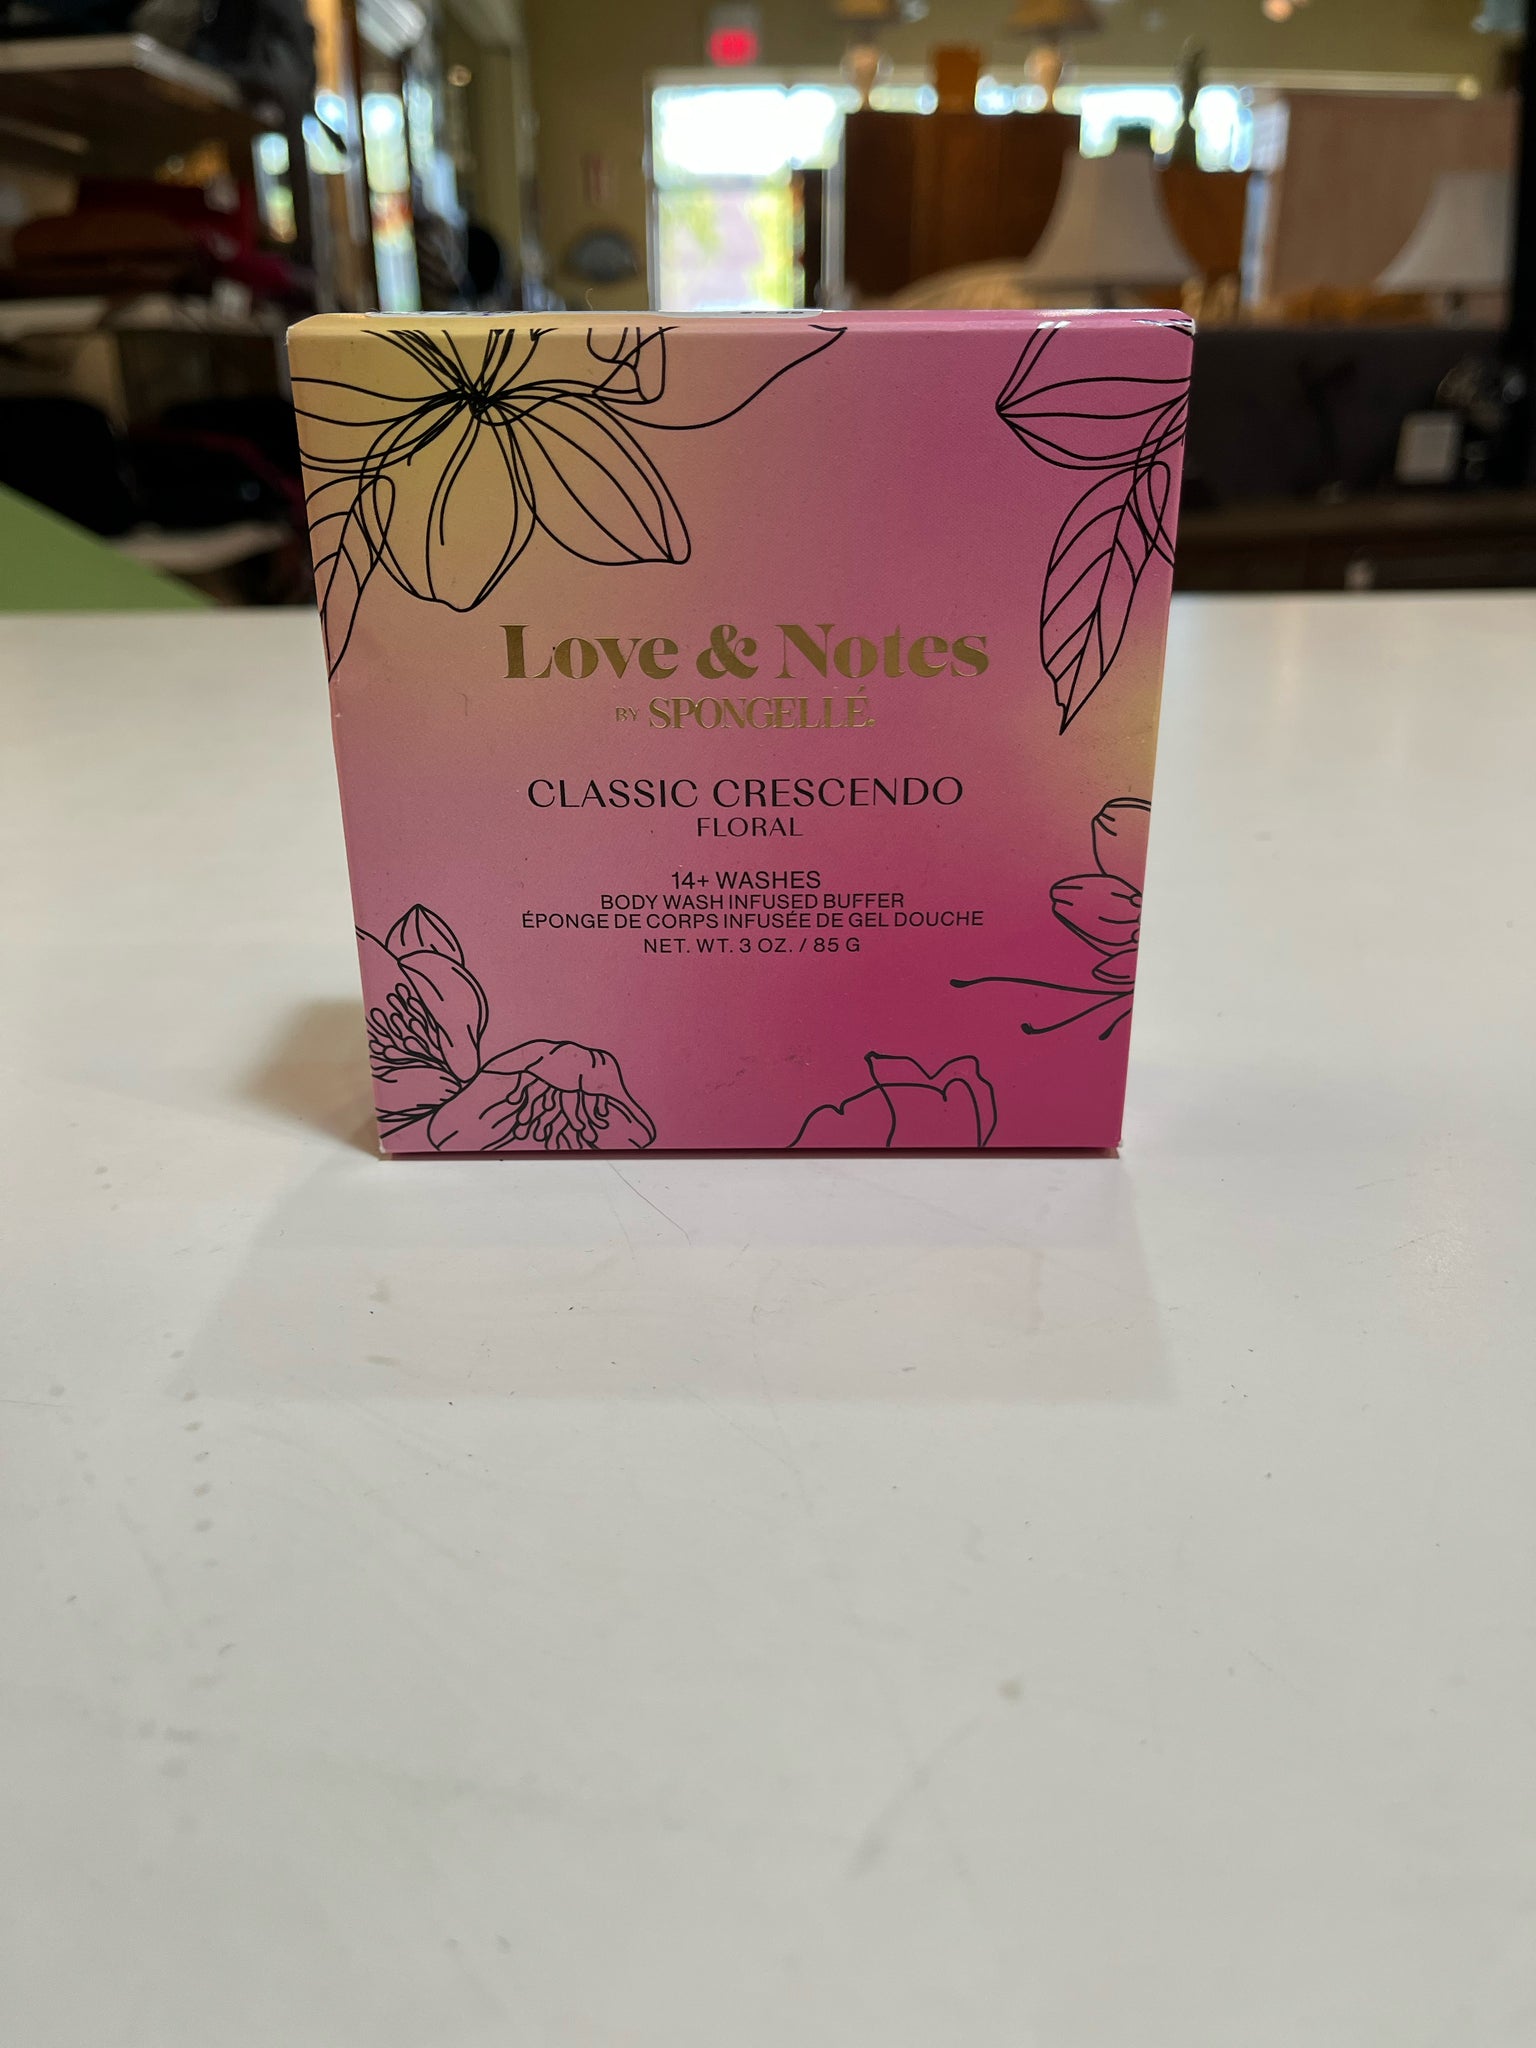 Love & Notes
BY SPONGELLÉ.
CLASSIC CRESCENDO
FLORAL
14+ WASHES
BODY WASH INFUSED BUFFER
ÉPONGE DE CORPS INFUSÉE DE GEL DOUCHE
NET. WT. 3 OZ. / 85 G